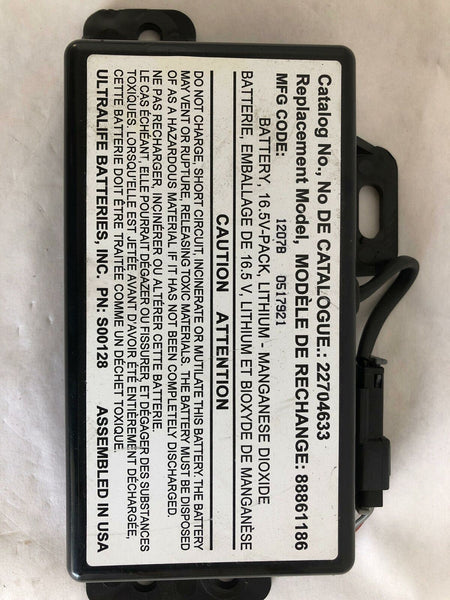 Catalog No., No DE CATALOGUE.: 22704633
Replacement Model, MODÈLE DE RECHANGE: 88861186
MFG CODE: 1207B 0517921
BATTERY, 16.5V-PACK, LITHIUM - MANGANESE DIOXIDE
BATTERIE, EMBALLAGE DE 16.5 V, LITHIUM ET BIOXYDE DE MANGANÈSE
CAUTION ATTENTION
DO NOT CHARGE, SHORT CIRCUIT, INCINERATE OR MUTILATE THIS BATTERY. THE BATTERY
MAY VENT OR RUPTURE, RELEASING TOXIC MATERIALS. BATTERY MUST BE DISPOSED
OF AS A HAZARDOUS MATERIAL IF IT HAS NOT BEEN COMPLETELY DISCHARGED.
NE PAS RECHARGER, INCINÉRER OU ALTÉRER CETTE BATTERIE.
LE CAS ÉCHÉANT, ELLE POURRAIT DÉGAZER OU FISSURER, ET DÉGAGER DES SUBSTANCES
TOXIQUES. LORSQU'ELLE EST JETÉE AVANT D'AVOIR ÉTÉ ENTIÈREMENT DÉCHARGÉE,
CETTE BATTERIE DOIT ÊTRE TRAITÉE COMME UN DÉCHET TOXIQUE.
ULTRALIFE BATTERIES, INC. PN: S00128 ASSEMBLED IN USA